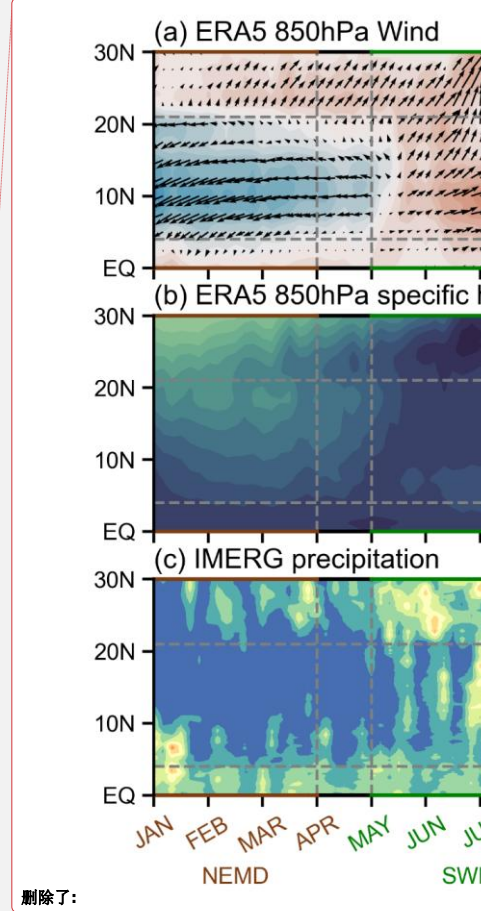 (a) ERA5 850hPa Wind
30N
20N
10N
EQ
(b) ERA5 850hPa specific
30N
20N
10N
EQ
(c) IMERG precipitation
30N
20N
10N
EQ
JAN FEB MAR APR MAY JUN
NEMD
删除了: